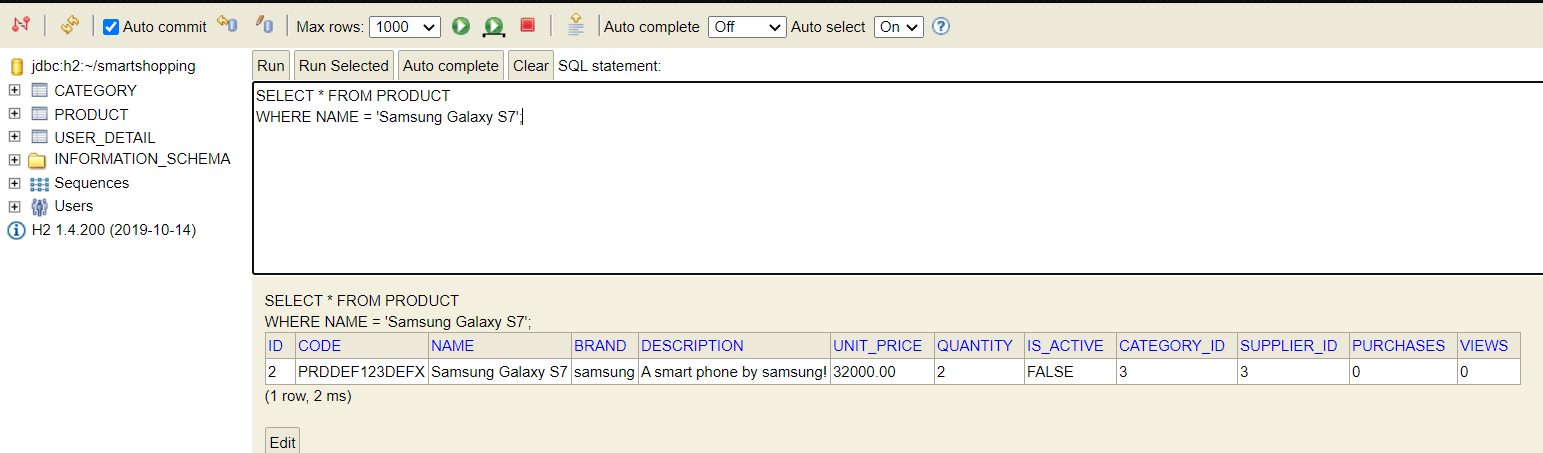 Auto commit Max rows: 1000 Auto complete Off Auto select On ?
jdbc:h2:~/smartshopping
CATEGORY
PRODUCT
USER_DETAIL
INFORMATION_SCHEMA
Sequences
Users
H2 1.4.200 (2019-10-14)
Run Run Selected Auto complete Clear SQL statement:
SELECT * FROM PRODUCT
WHERE NAME = 'Samsung Galaxy S7';
SELECT * FROM PRODUCT
WHERE NAME = 'Samsung Galaxy S7';
ID CODE NAME BRAND DESCRIPTION UNIT_PRICE QUANTITY IS_ACTIVE CATEGORY_ID SUPPLIER_ID PURCHASES VIEWS
2 PRDDEF123DEFX Samsung Galaxy S7 samsung A smart phone by samsung! 32000.00 2 FALSE 3 3 0 0
(1 row, 2 ms)
Edit